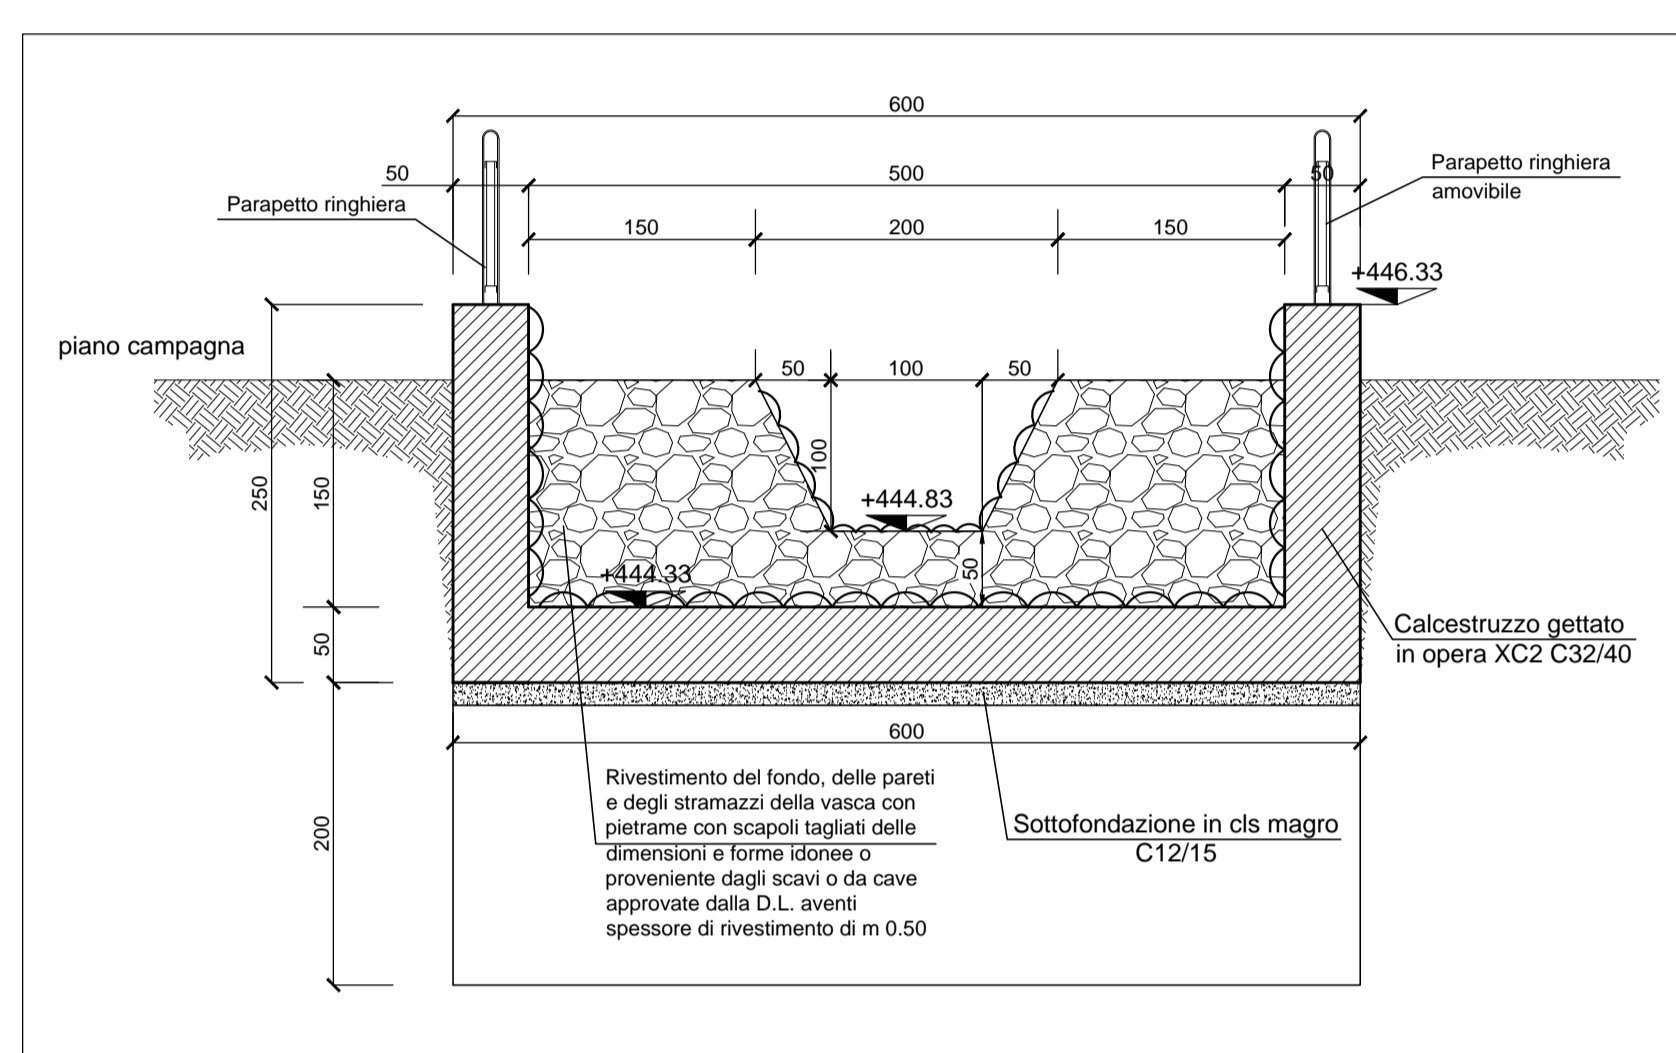 600
50
500
50
Parapetto ringhiera
amovibile
Parapetto ringhiera
150
200
150
+446.33
piano campagna
50
100
50
100
250
150
+444.83
+444.33
50
50
Calcestruzzo gettato
in opera XC2 C32/40
600
Rivestimento del fondo, delle pareti
e degli stramazzi della vasca con
pietrame con scapoli tagliati delle
dimensioni e forme idonee o
proveniente dagli scavi o da cave
approvate dalla D.L. aventi
spessore di rivestimento di m 0.50
Sottofondazione in cls magro
C12/15
200